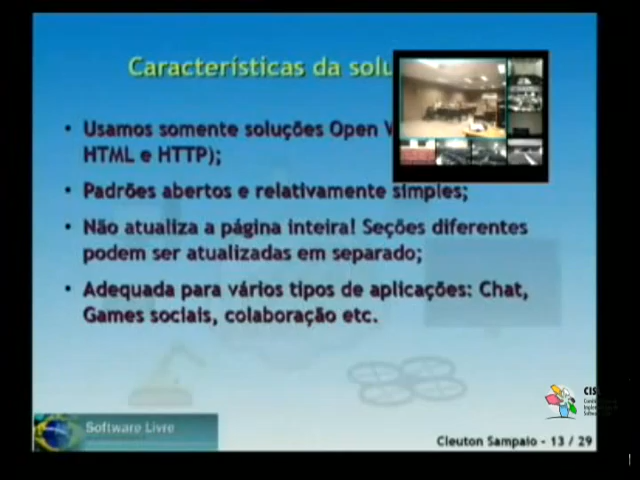 Características da solu
• Usamos somente soluções Open
HTML e HTTP);
• Padrões abertos e relativamente simples;
• Não atualiza a página inteira! Seções diferentes
podem ser atualizadas em separado;
• Adequada para vários tipos de aplicações: Chat,
Games sociais, colaboração etc.
CIS
Software Livre
Cleuton Sampaio - 13 / 29